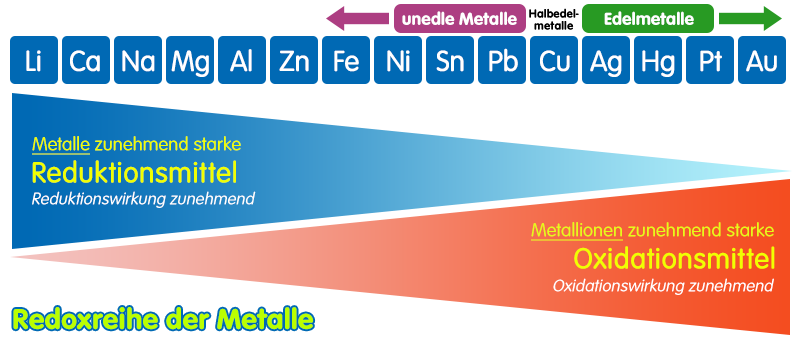 unedle Metalle
Halbedel-
metalle
Edelmetalle
Li Ca Na Mg Al Zn Fe Ni Sn Pb Cu Ag Hg Pt Au
Metalle zunehmend starke
Reduktionsmittel
Reduktionswirkung zunehmend
Metallionen zunehmend starke
Oxidationsmittel
Oxidationswirkung zunehmend
Redoxreihe der Metalle